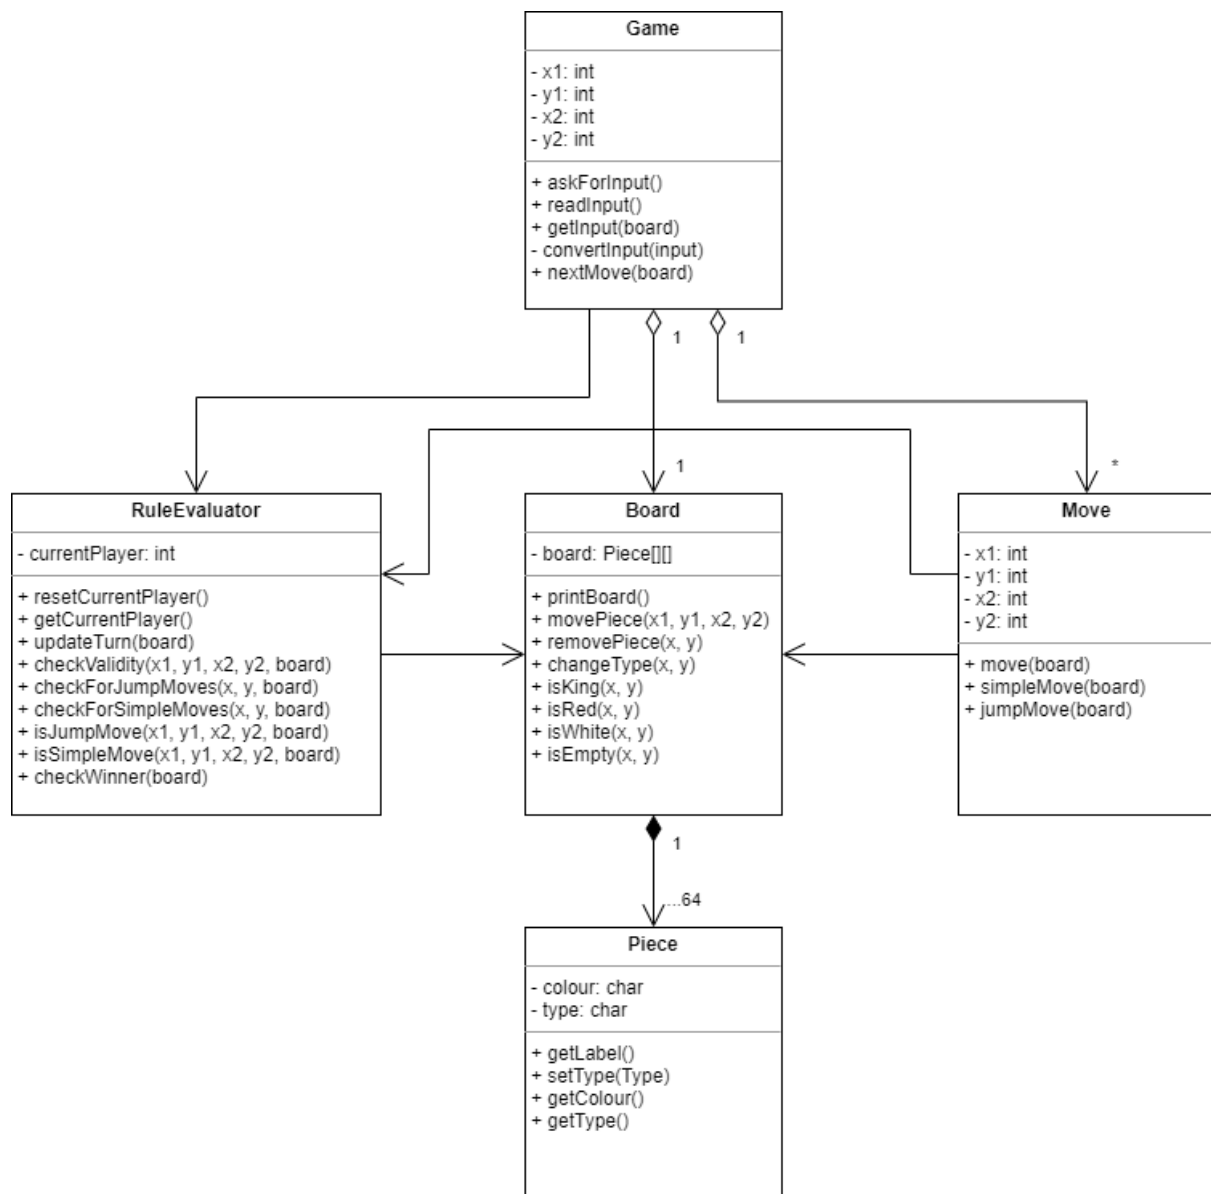 Game
- x1: int
- y1: int
- x2: int
- y2: int
+ askForInput()
+ readInput()
+ getInput(board)
- convertInput(input)
+ nextMove(board)
1
1
1
*
RuleEvaluator
- currentPlayer: int
+ resetCurrentPlayer()
+ getCurrentPlayer()
+ updateTurn(board)
+ checkValidity(x1, y1, x2, y2, board)
+ checkForJumpMoves(x, y, board)
+ checkForSimpleMoves(x, y, board)
+ isJumpMove(x1, y1, x2, y2, board)
+ isSimpleMove(x1, y1, x2, y2, board)
+ checkWinner(board)
Board
- board: Piece[][]
+ printBoard()
+ movePiece(x1, y1, x2, y2)
+ removePiece(x, y)
+ changeType(x, y)
+ isKing(x, y)
+ isRed(x, y)
+ isWhite(x, y)
+ isEmpty(x, y)
Move
- x1: int
- y1: int
- x2: int
- y2: int
+ move(board)
+ simpleMove(board)
+ jumpMove(board)
1
...64
Piece
- colour: char
- type: char
+ getLabel()
+ setType(Type)
+ getColour()
+ getType()